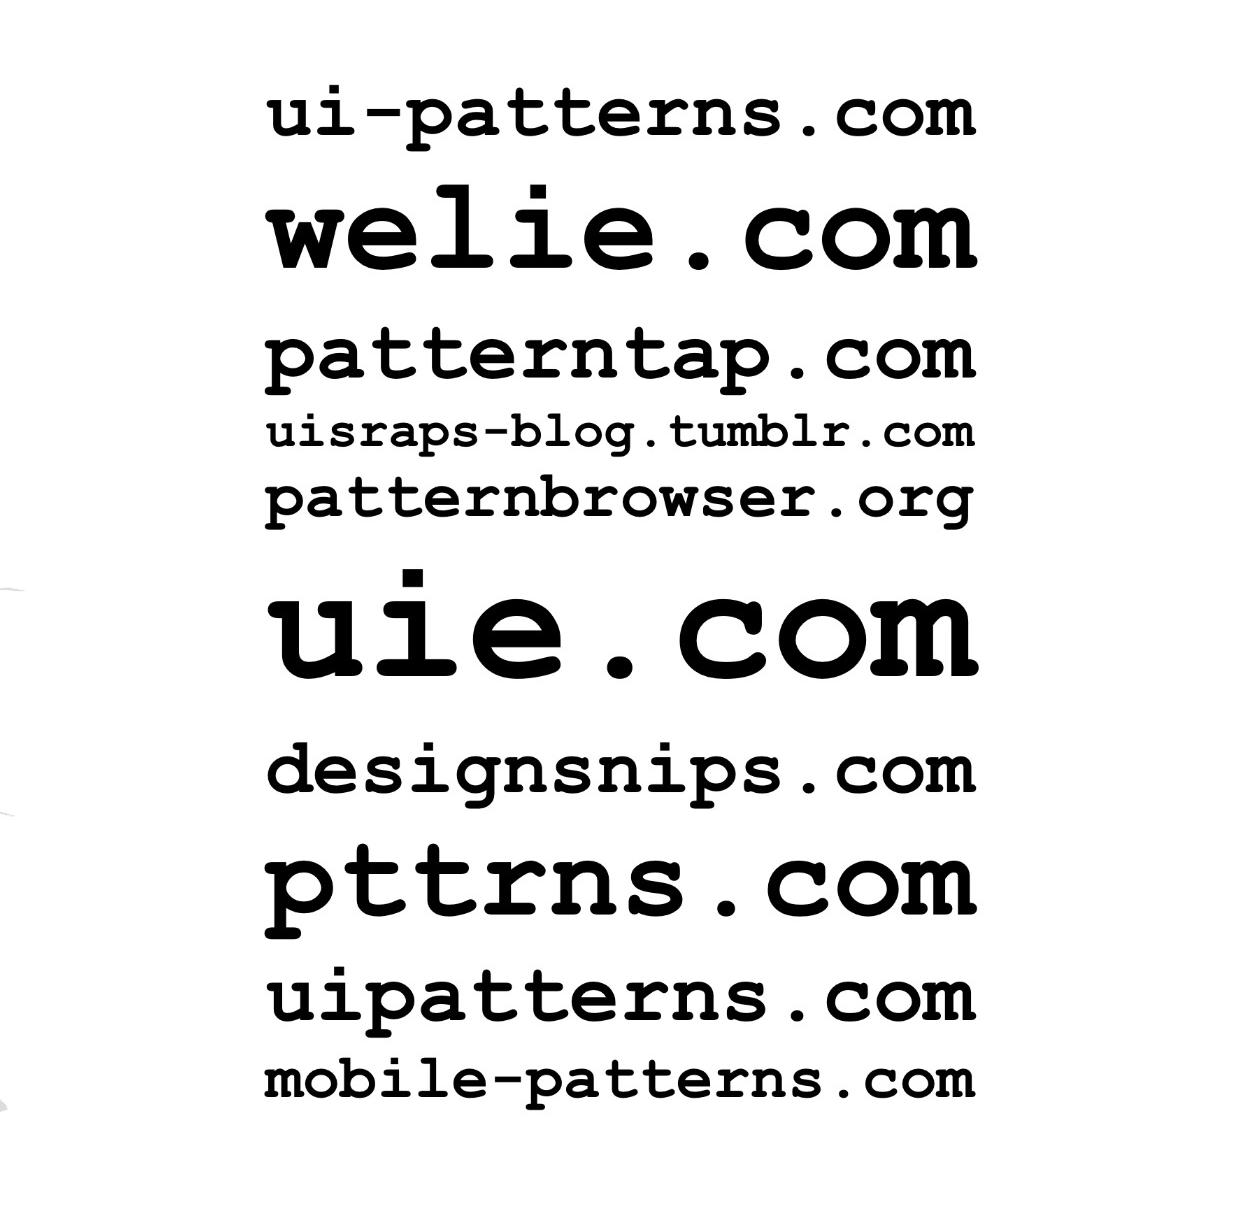 ui-patterns.com
welie.com
patterntap.com
uisraps-blog.tumblr.com
patternbrowser.org
uie.com
designsnips.com
pttrns.com
uipatterns.com
mobile-patterns.com